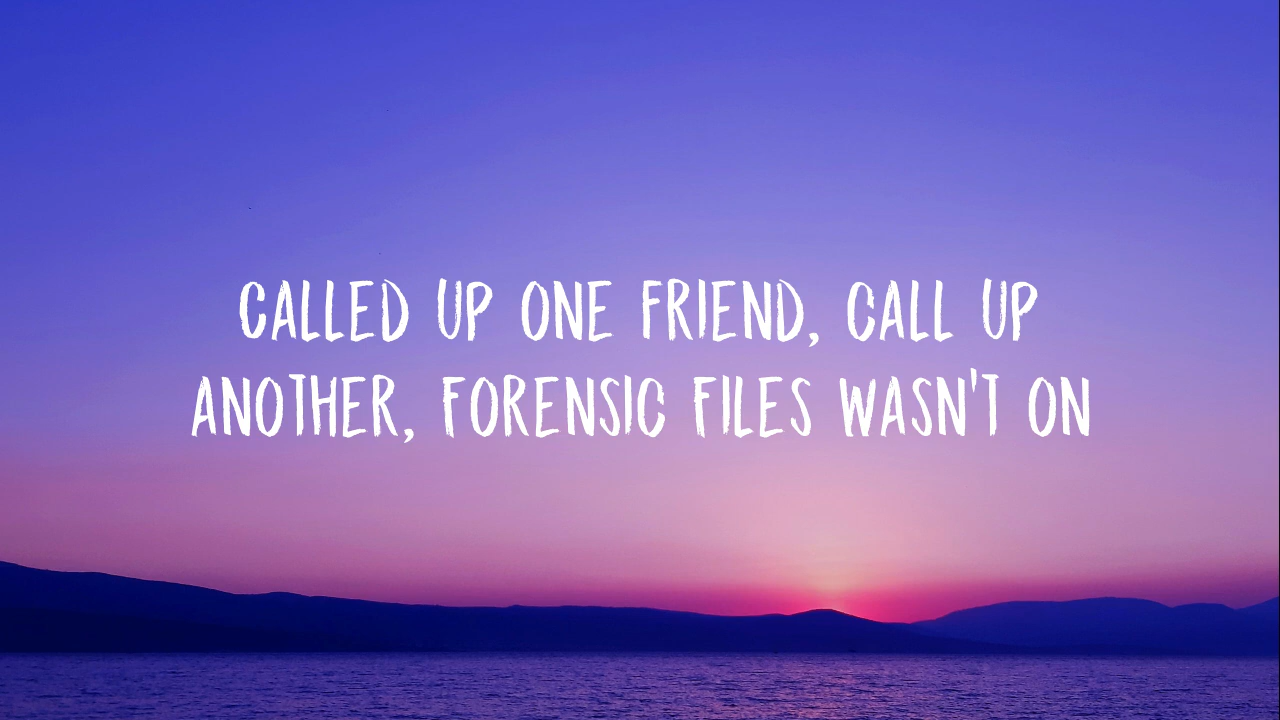 CALLED UP ONE FRIEND, CALL UP
ANOTHER, FORENSIC FILES WASN'T ON